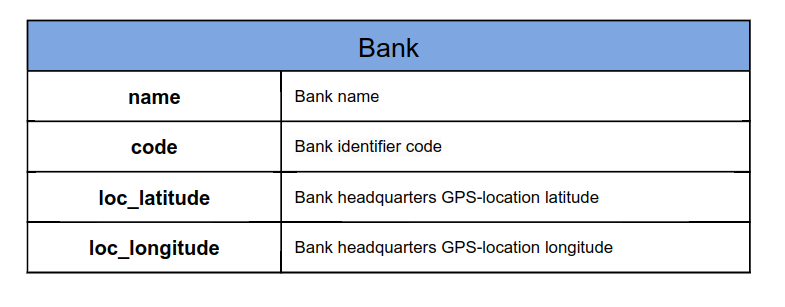 Bank
name
Bank name
code
Bank identifier code
loc_latitude
Bank headquarters GPS-location latitude
loc_longitude
Bank headquarters GPS-location longitude